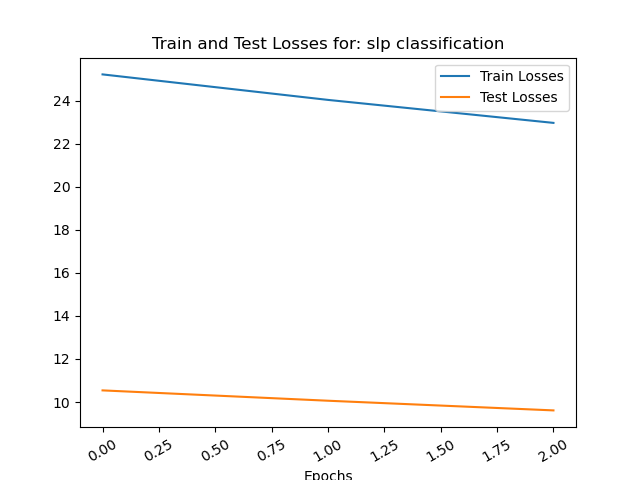 Train and Test Losses for: slp classification
Train Losses
Test Losses
24
22
20
18
16
14
12
10
0.00 0.25 0.50 0.75 1.00 1.25 1.50 1.75 2.00
Epochs